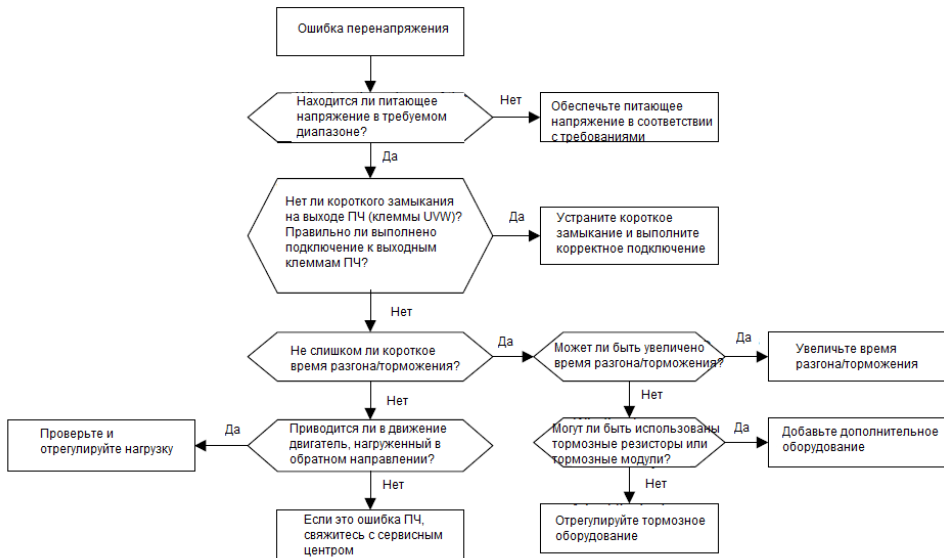 Ошибка перенапряжения
Находится ли питающее
напряжение в требуемом
диапазоне?
Нет
Обеспечьте питающее
напряжение в соответствии
с требованиями
Да
Нет ли короткого замыкания
на выходе ПЧ (клеммы UVW)?
Правильно ли выполнено
подключение к выходным
клеммам ПЧ?
Да
Устраните короткое
замыкание и выполните
корректное подключение
Нет
Не слишком ли короткое
время разгона/торможения?
Да
Может ли быть увеличено
время разгона/торможения?
Да
Увеличьте время
разгона/торможения
Нет
Нет
Приводится ли в движение
двигатель, нагруженный в
обратном направлении?
Да
Проверьте и
отрегулируйте нагрузку
Могут ли быть использованы
тормозные резисторы или
тормозные модули?
Да
Добавьте дополнительное
оборудование
Нет
Нет
Если это ошибка ПЧ,
свяжитесь с сервисным
центром
Отрегулируйте тормозное
оборудование